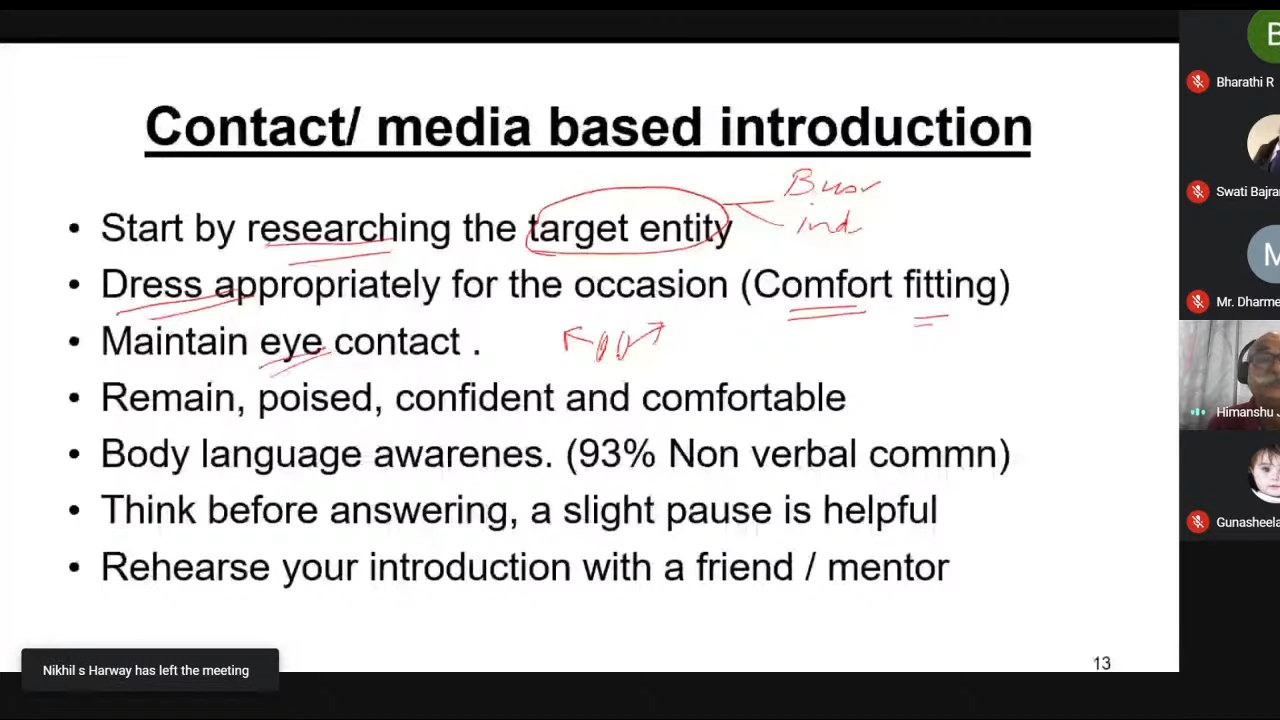 Contact/ media based introduction
Bharathi R
Swati Bajra
• Start by researching the target entity
ind
• Dress appropriately for the occasion (Comfort fitting)
Mr. Dharme
• Maintain eye contact .
• Remain, poised, confident and comfortable
Himanshu J
• Body language awarenes. (93% Non verbal commn)
• Think before answering, a slight pause is helpful
Gunasheela
• Rehearse your introduction with a friend / mentor
Nikhil s Harway has left the meeting
13
B
M